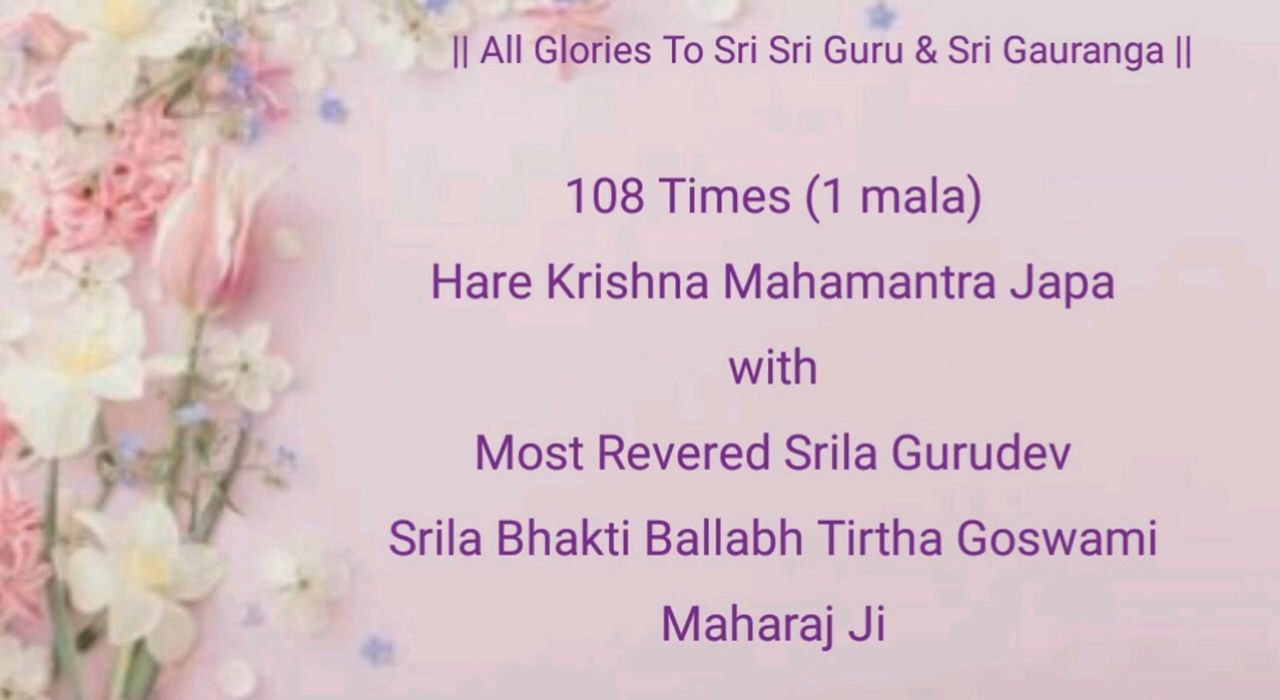 || All Glories To Sri Sri Guru & Sri Gauranga ||
108 Times (1 mala)
Hare Krishna Mahamantra Japa
with
Most Revered Srila Gurudev
Srila Bhakti Ballabh Tirtha Goswami
Maharaj Ji